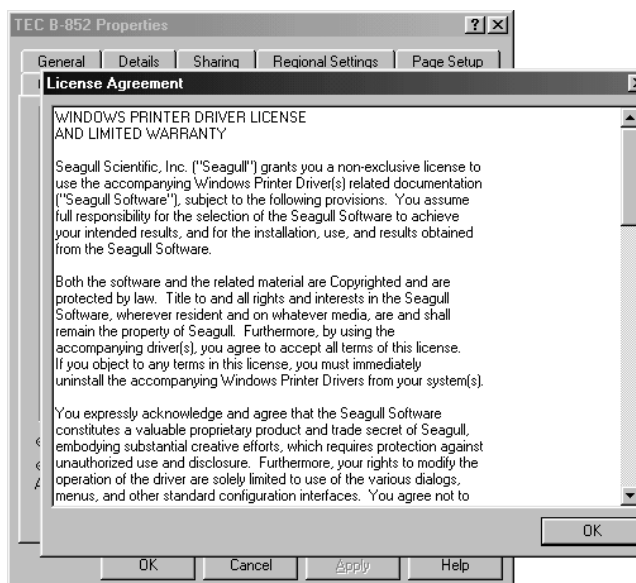 TEC B-852 Properties
General Details Sharing Regional Settings Page Setup
License Agreement
WINDOWS PRINTER DRIVER LICENSE
AND LIMITED WARRANTY
Seagull Scientific, Inc. ("Seagull") grants you a non-exclusive license to
use the accompanying Windows Printer Driver(s) related documentation
("Seagull Software"), subject to the following provisions. You assume
full responsibility for the selection of the Seagull Software to achieve
your intended results, and for the installation, use, and results obtained
from the Seagull Software.
Both the software and the related material are Copyrighted and are
protected by law. Title to and all rights and interests in the Seagull
Software, wherever resident and on whatever media, are and shall
remain the property of Seagull. Furthermore, by using the
accompanying driver(s), you agree to accept all terms of this license.
If you object to any terms in this license, you must immediately
uninstall the accompanying Windows Printer Drivers from your system(s).
You expressly acknowledge and agree that the Seagull Software
constitutes a valuable proprietary product and trade secret of Seagull,
embodying substantial creative efforts, which requires protection against
unauthorized use and disclosure. Furthermore, your rights to modify the
operation of the driver are solely limited to use of the various dialogs,
menus, and other standard configuration interfaces. You agree not to
OK
OK Cancel Apply Help